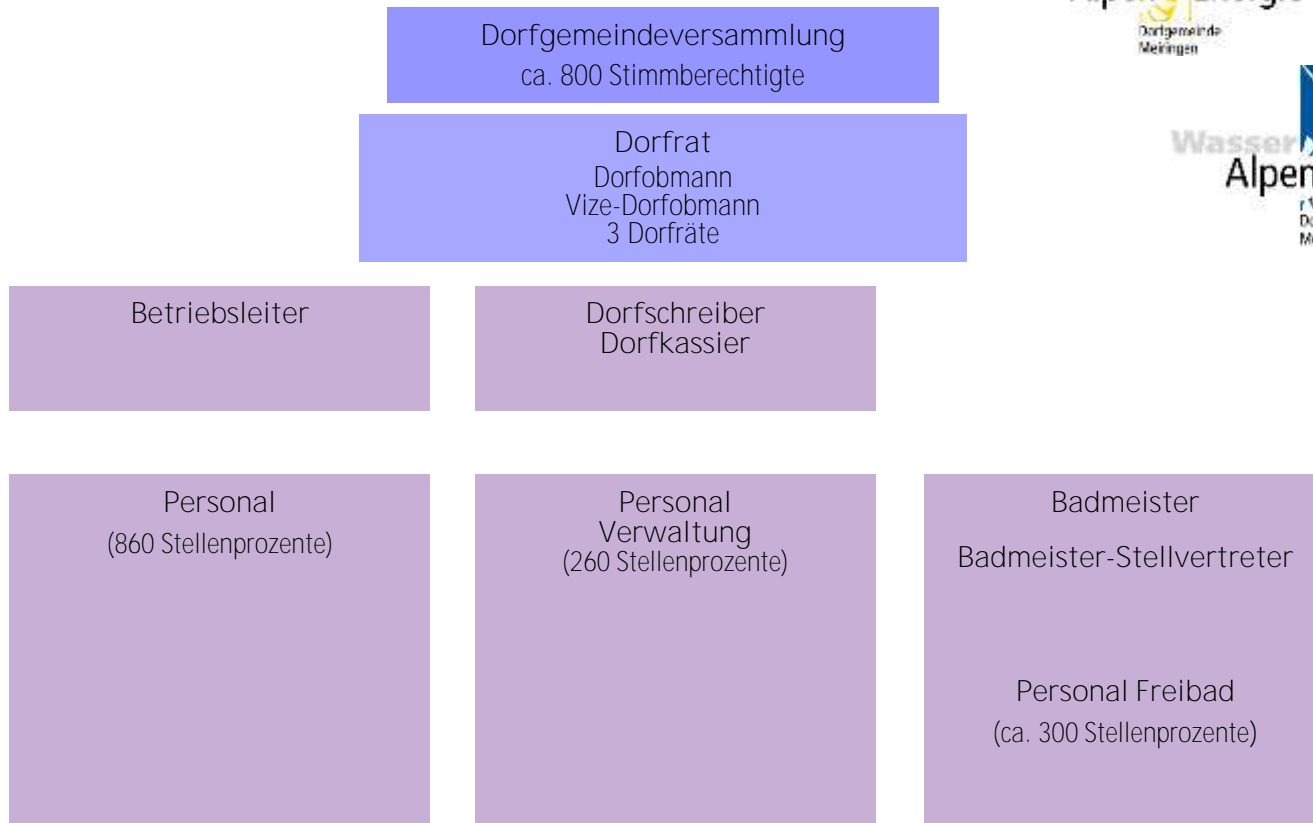 Dorfgemeindeversammlung
ca. 800 Stimmberechtigte
Dorfgemeinde
Meiringen
Dorfrat
Dorfobmann
Vize-Dorfobmann
3 Dorfräte
Wasser
Alpen
Betriebsleiter
Dorfschreiber
Dorfkassier
Personal
(860 Stellenprozente)
Personal
Verwaltung
(260 Stellenprozente)
Badmeister
Badmeister-Stellvertreter
Personal Freibad
(ca. 300 Stellenprozente)